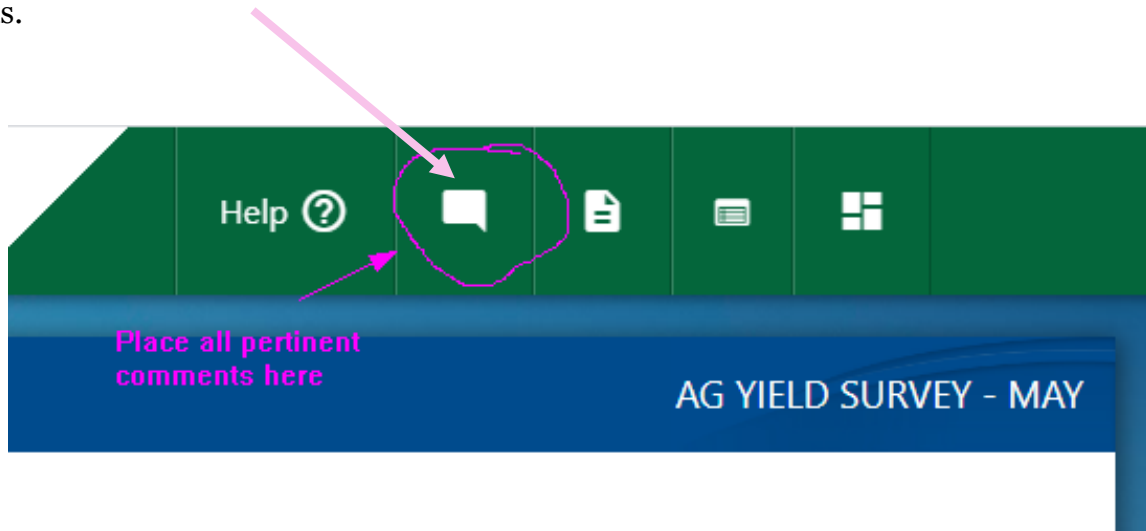 s.
Help ?
Place all pertinent
comments here
AG YIELD SURVEY - MAY